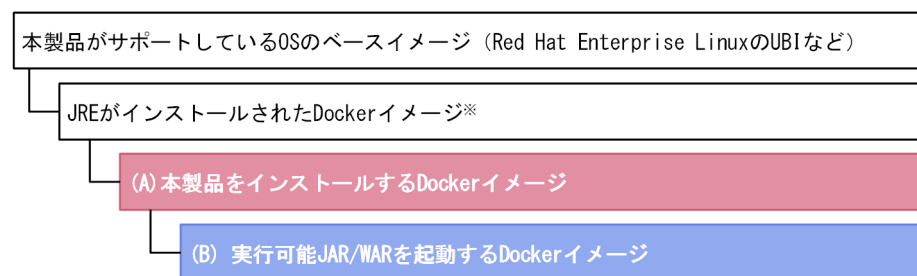 本製品がサポートしているOSのベースイメージ（Red Hat Enterprise LinuxのUBIなど）
JREがインストールされたDockerイメージ※
(A)本製品をインストールするDockerイメージ
(B) 実行可能JAR/WARを起動するDockerイメージ